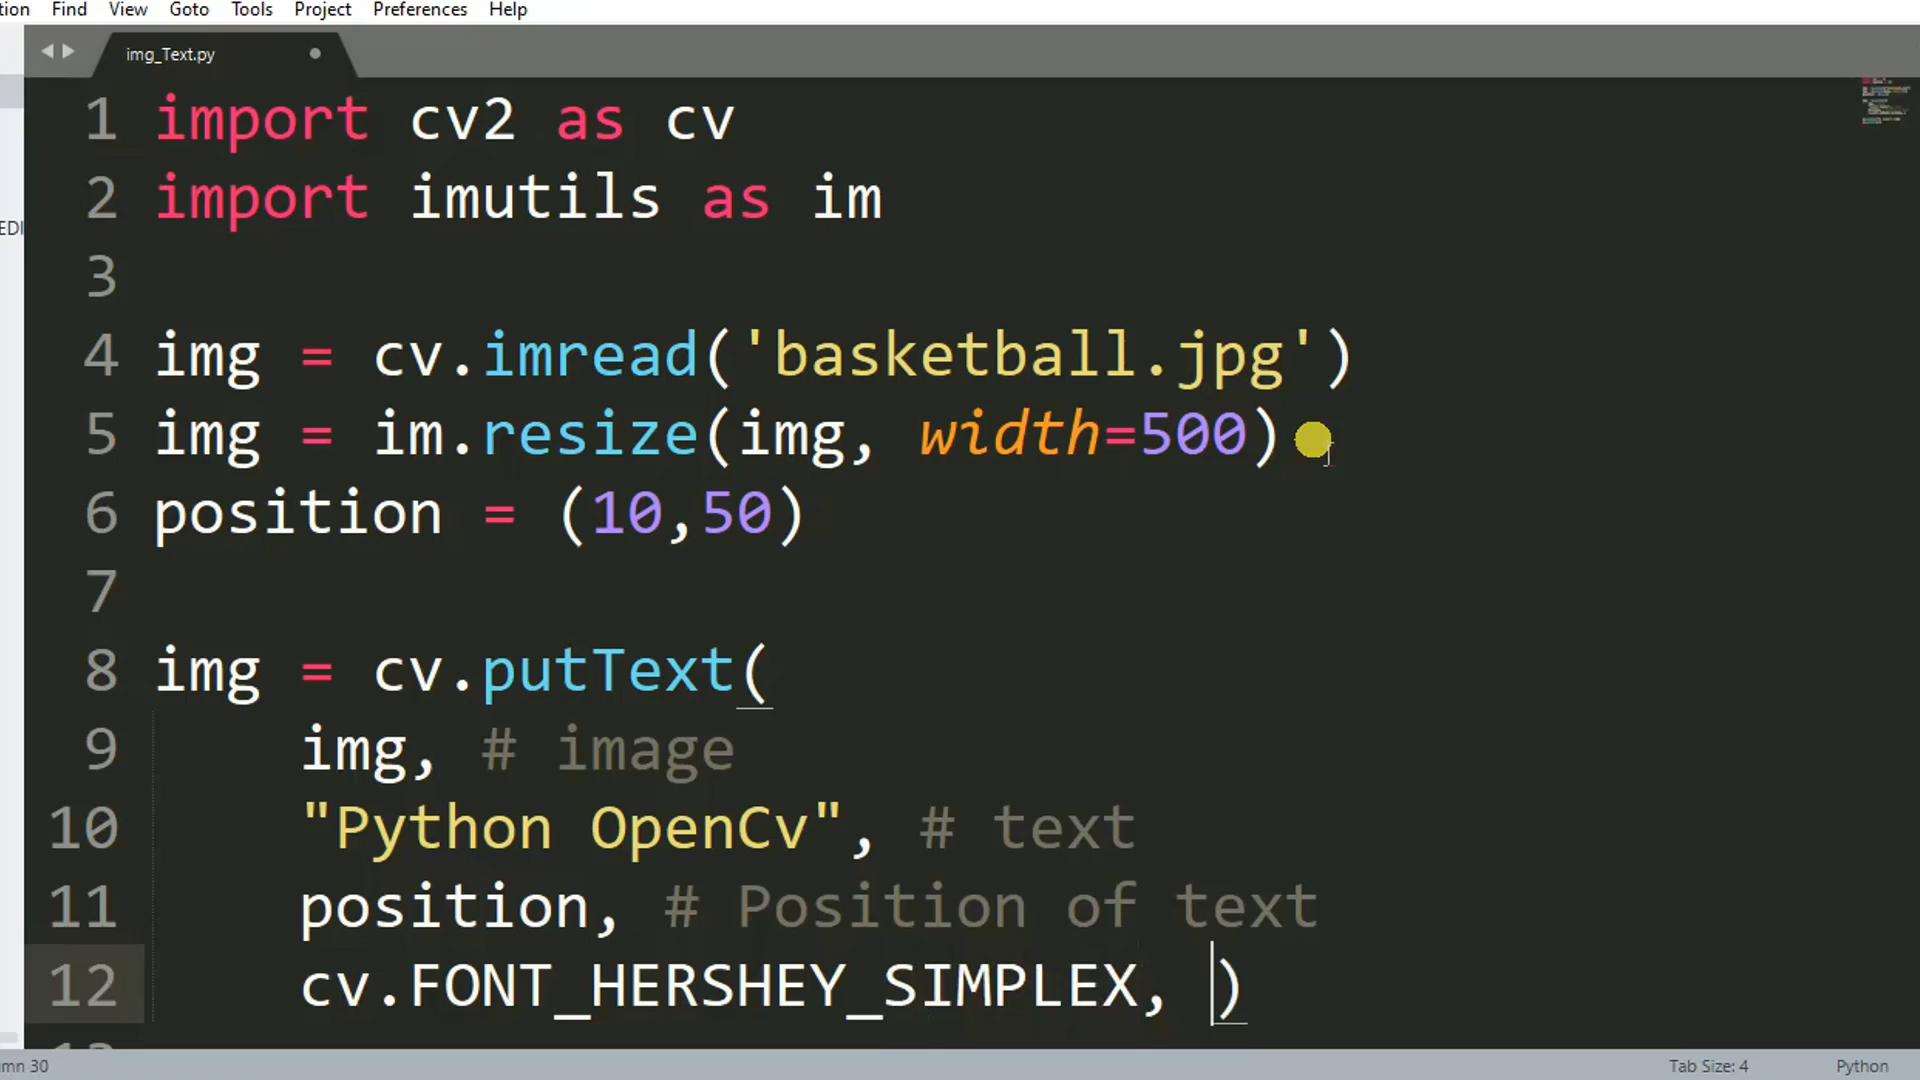 tion Find View Goto Tools Project Preferences Help
img_Text.py
EDI
1 import cv2 as cv
2 import imutils as im
3
4 img = cv.imread('basketball.jpg')
5 img = im.resize(img, width=500)
6 position = (10,50)
7
8 img = cv.putText(
9 img, # image
10 "Python OpenCv", # text
11 position, # Position of text
12 cv.FONT_HERSHEY_SIMPLEX, )
umn 30 Tab Size: 4 Python